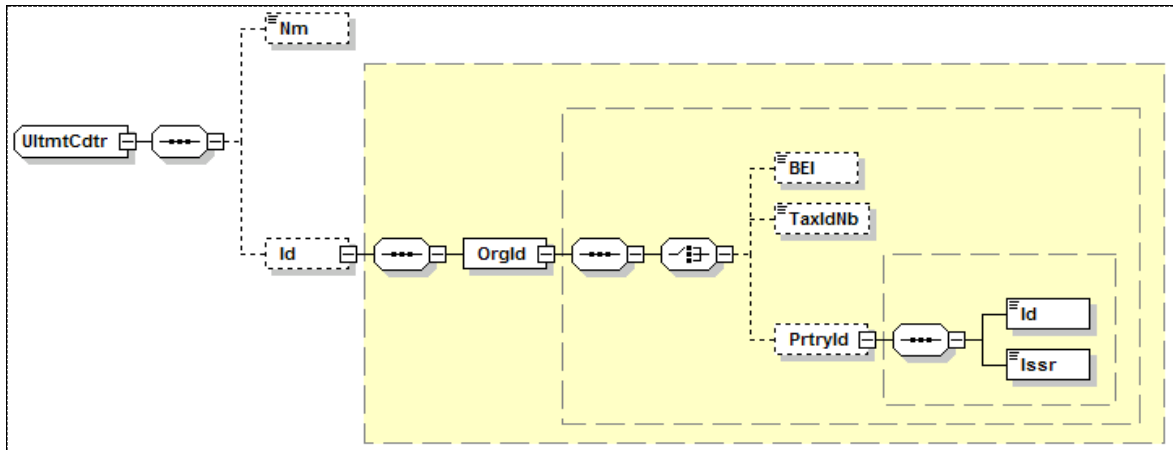 Nm
UltmtCdtr
BEI
TaxIdNb
Id
OrgId
Id
PrtryId
Issr